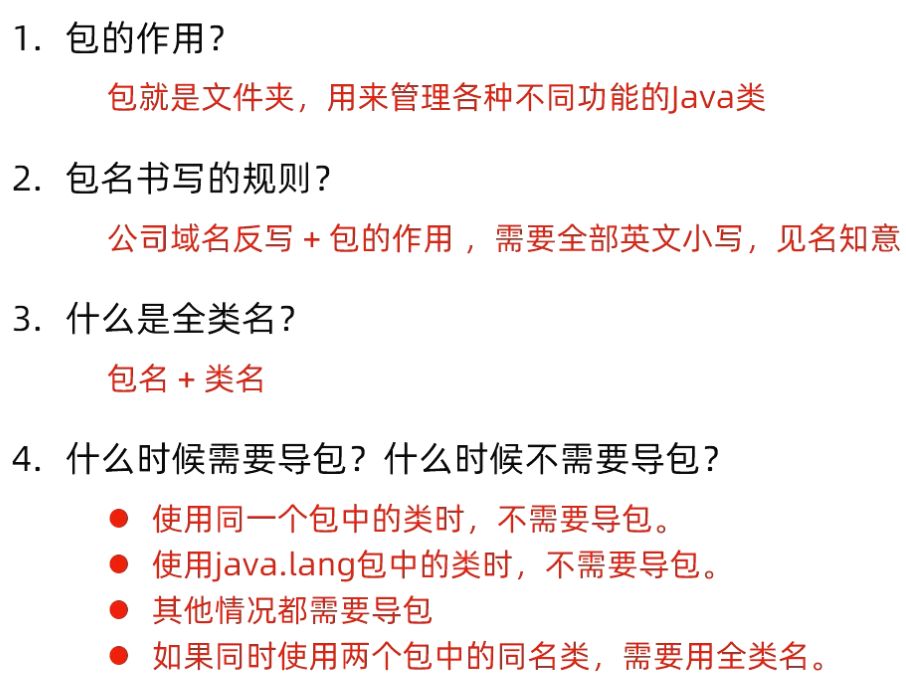 1. 包的作用？
包就是文件夹，用来管理各种不同功能的Java类
2. 包名书写的规则？
公司域名反写 + 包的作用 ，需要全部英文小写，见名知意
3. 什么是全类名？
包名 + 类名
4. 什么时候需要导包？什么时候不需要导包？
● 使用同一个包中的类时，不需要导包。
● 使用java.lang包中的类时，不需要导包。
● 其他情况都需要导包
● 如果同时使用两个包中的同名类，需要用全类名。